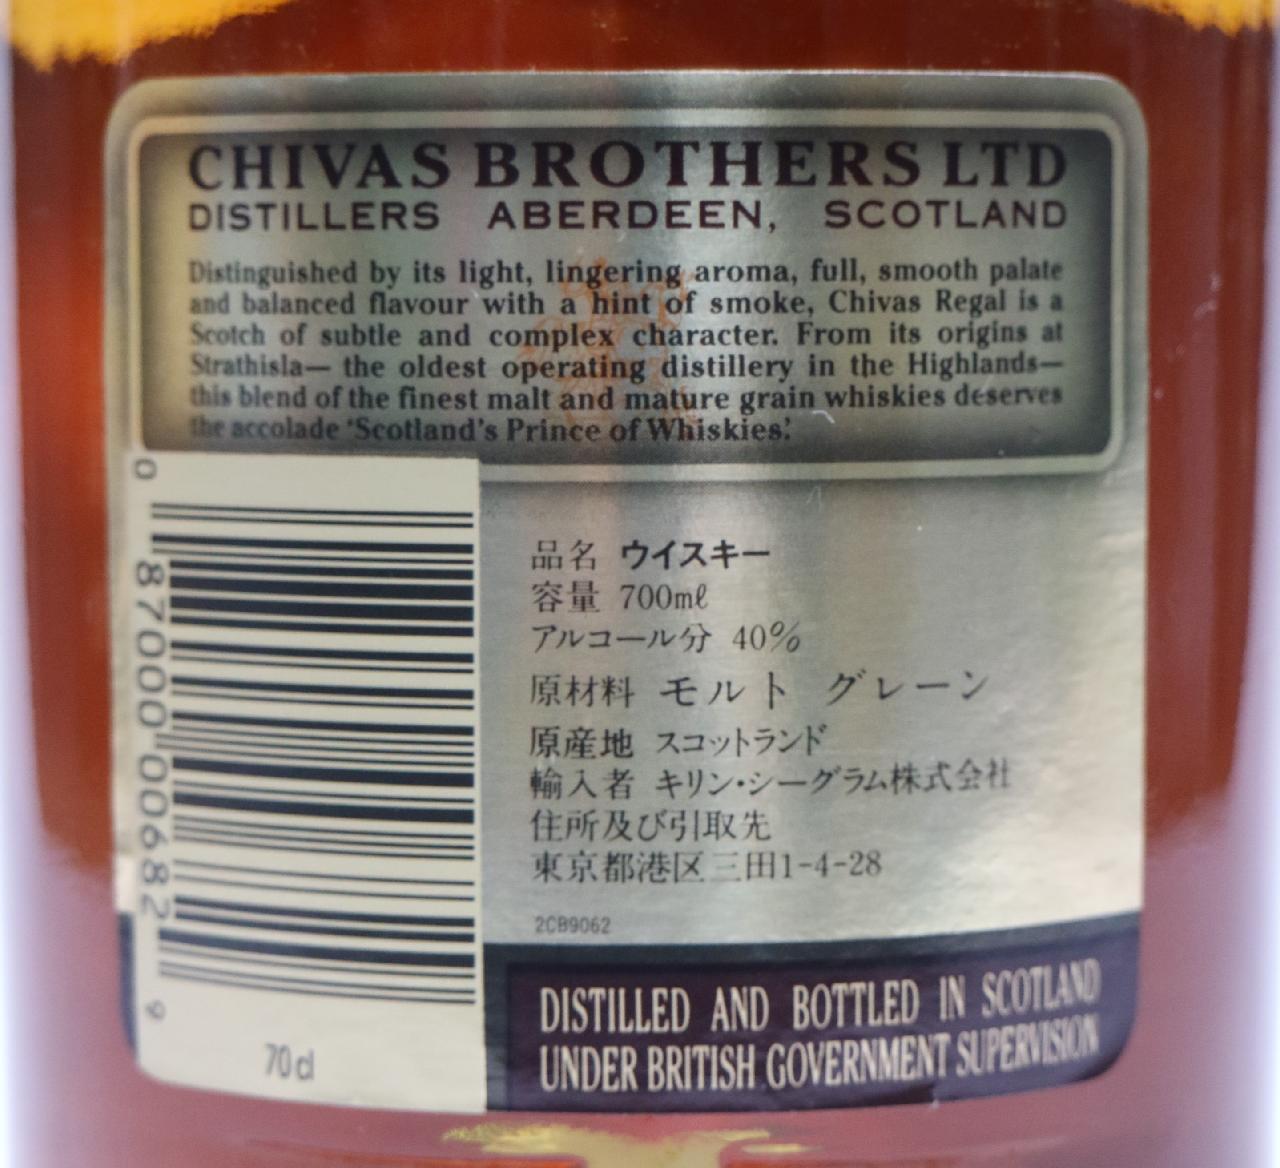 CHIVAS BROTHERS LTD
DISTILLERS ABERDEEN, SCOTLAND
Distinguished by its light, lingering aroma, full, smooth palate
and balanced flavour with a hint of smoke, Chivas Regal is a
Scotch of subtle and complex character. From its origins at
Strathisla— the oldest operating distillery in the Highlands—
this blend of the finest malt and mature grain whiskies deserves
the accolade 'Scotland's Prince of Whiskies'.
0 87000 00682 9
70cl
品名 ウイスキー
容量 700mℓ
アルコール分 40%
原材料 モルト グレーン
原産地 スコットランド
輸入者 キリン・シーグラム株式会社
住所及び引取先
東京都港区三田1-4-28
2CB9062
DISTILLED AND BOTTLED IN SCOTLAND
UNDER BRITISH GOVERNMENT SUPERVISION